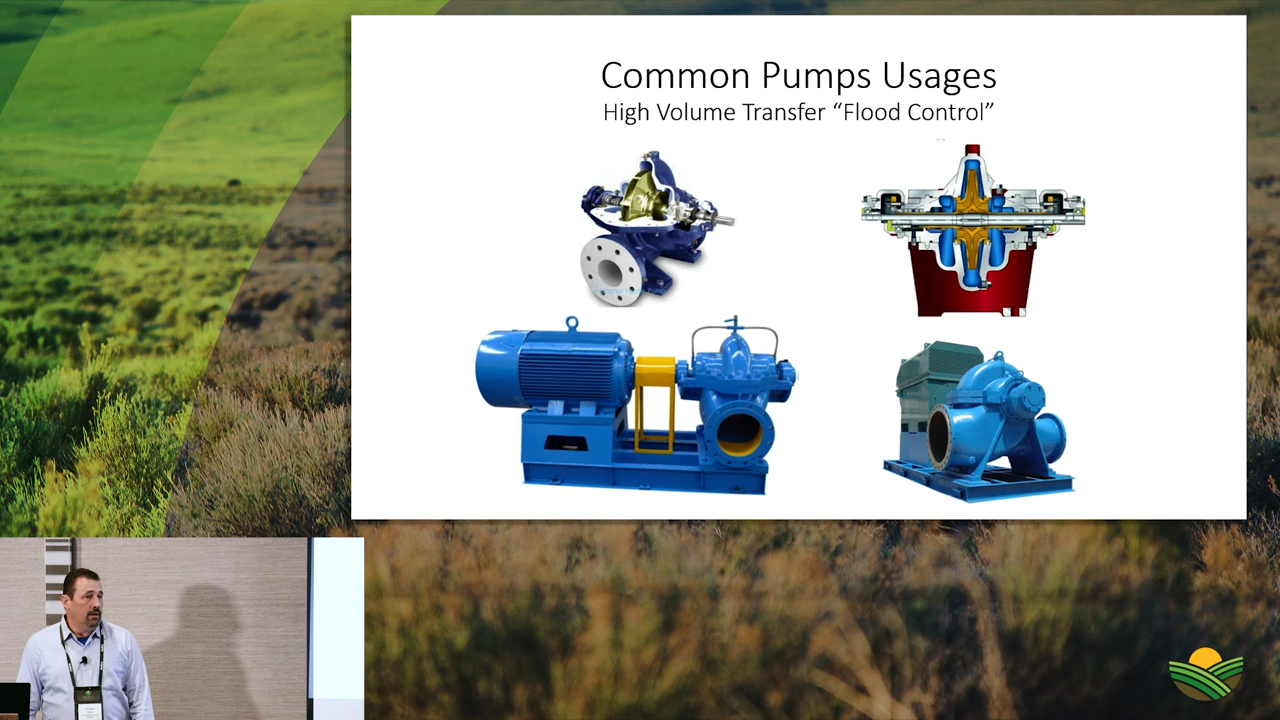 Common Pumps Usages
High Volume Transfer “Flood Control”